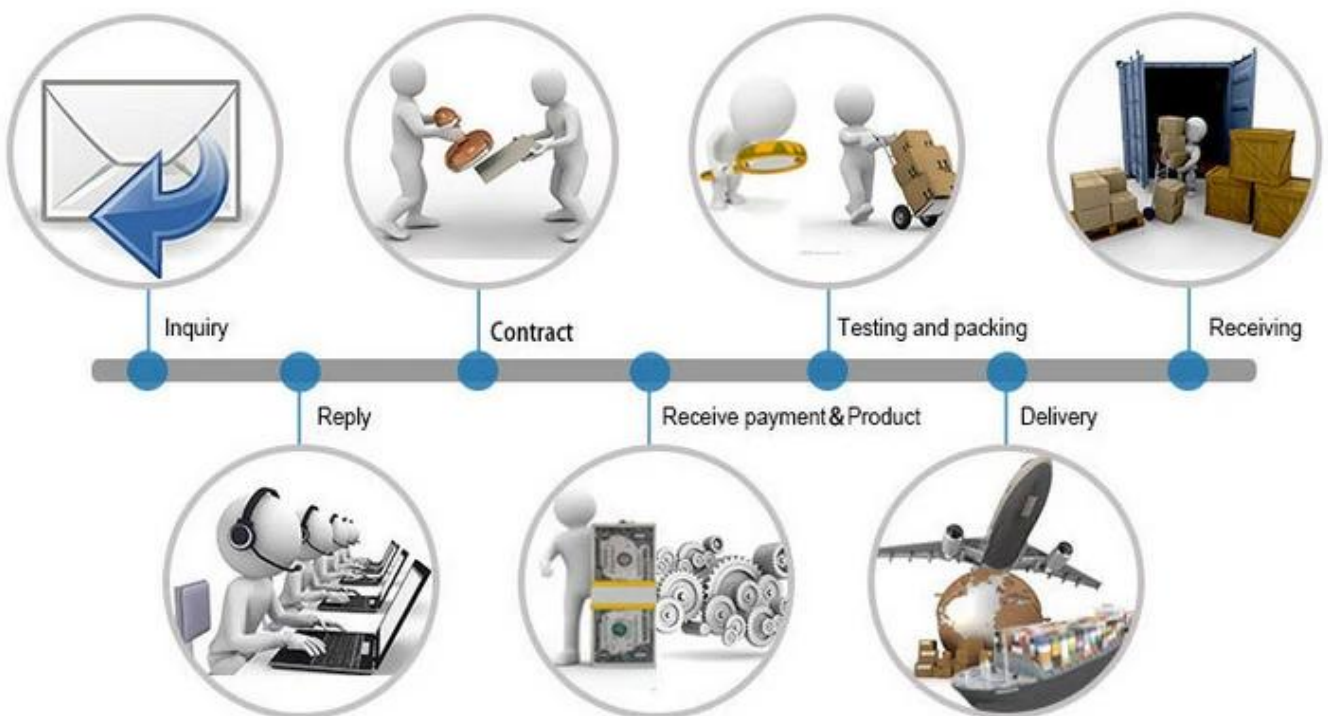 Inquiry
Reply
Contract
Receive payment&Product
Testing and packing
Delivery
Receiving